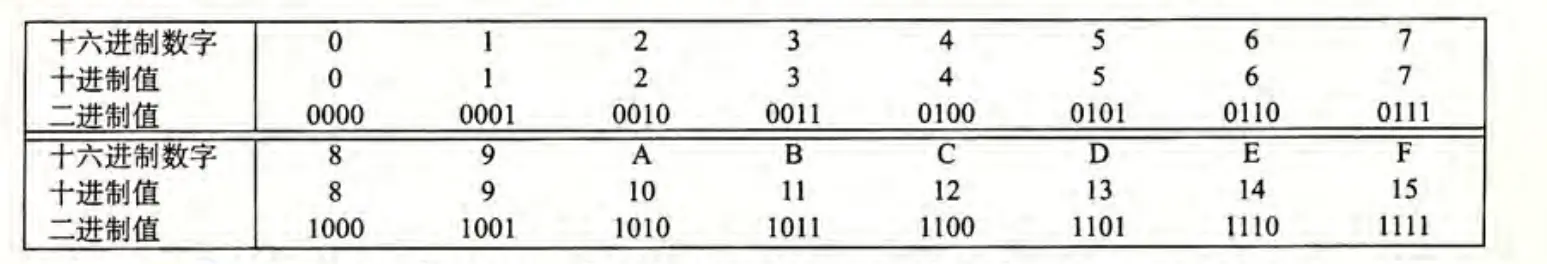 十六进制数字 0 1 2 3 4 5 6 7
十进制值 0 1 2 3 4 5 6 7
二进制值 0000 0001 0010 0011 0100 0101 0110 0111
十六进制数字 8 9 A B C D E F
十进制值 8 9 10 11 12 13 14 15
二进制值 1000 1001 1010 1011 1100 1101 1110 1111